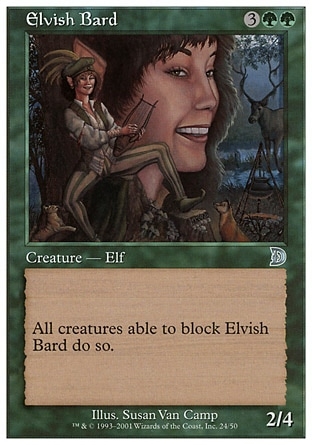 Elvish Bard 3
Creature — Elf
All creatures able to block Elvish
Bard do so.
2/4
Illus. Susan Van Camp
™ & © 1993–2001 Wizards of the Coast, Inc. 24/50